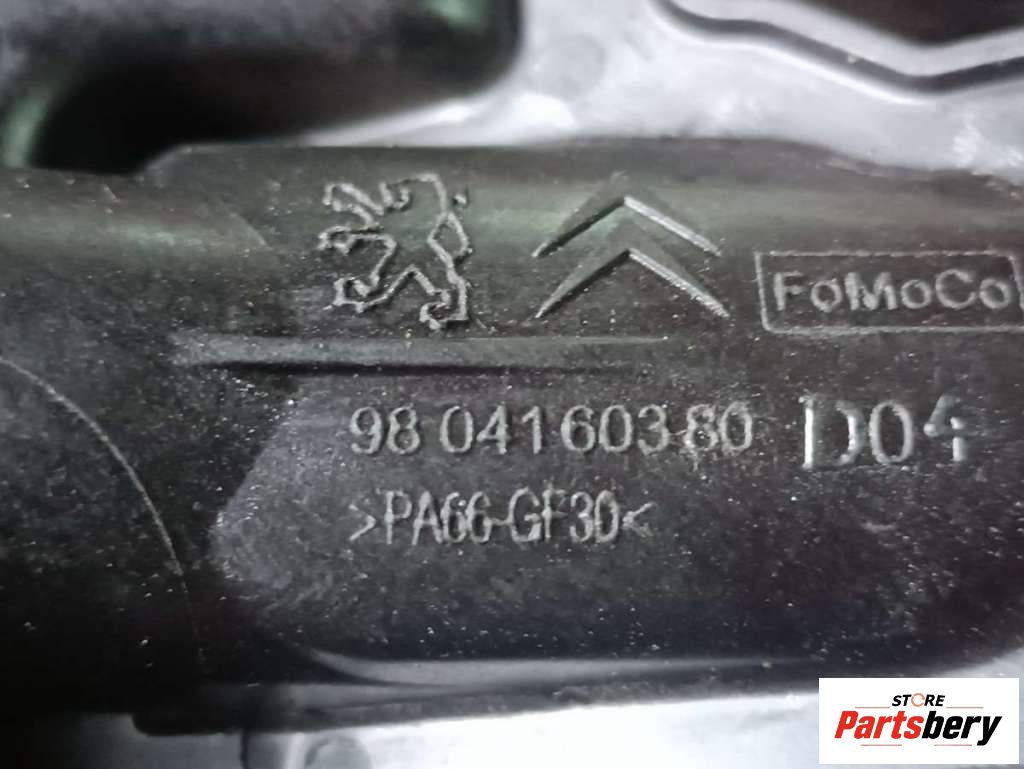 FoMoCo
98 041 603 80 D04
>PA66-GF30<
STORE
Partsbery